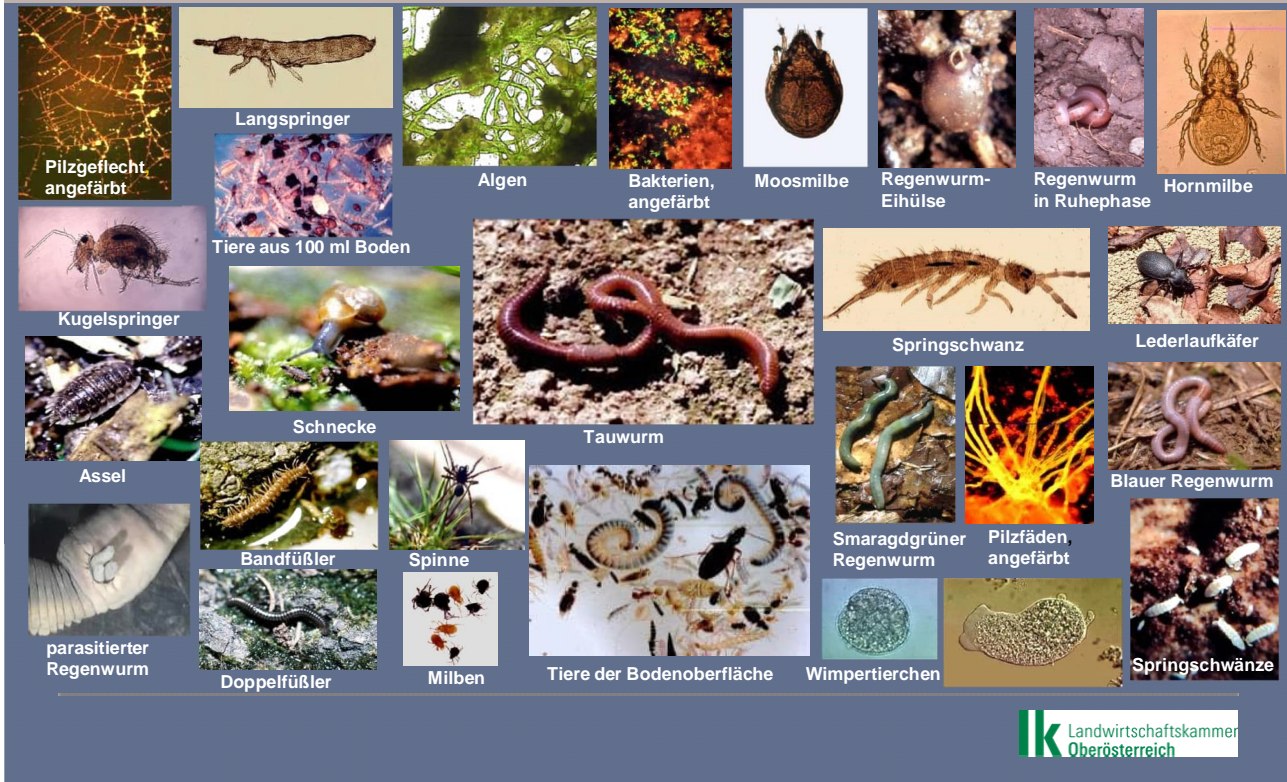 Pilzgeflecht
angefärbt
Langspringer
Tiere aus 100 ml Boden
Algen
Bakterien,
angefärbt
Moosmilbe
Regenwurm-
Eihülse
Regenwurm
in Ruhephase
Hornmilbe
Kugelspringer
Schnecke
Tauwurm
Springschwanz
Lederlaufkäfer
Assel
Bandfüßler
Spinne
Smaragdgrüner
Regenwurm
Pilzfäden,
angefärbt
Blauer Regenwurm
parasitierter
Regenwurm
Doppelfüßler
Milben
Tiere der Bodenoberfläche
Wimpertierchen
Springschwänze
lk Landwirtschaftskammer
Oberösterreich